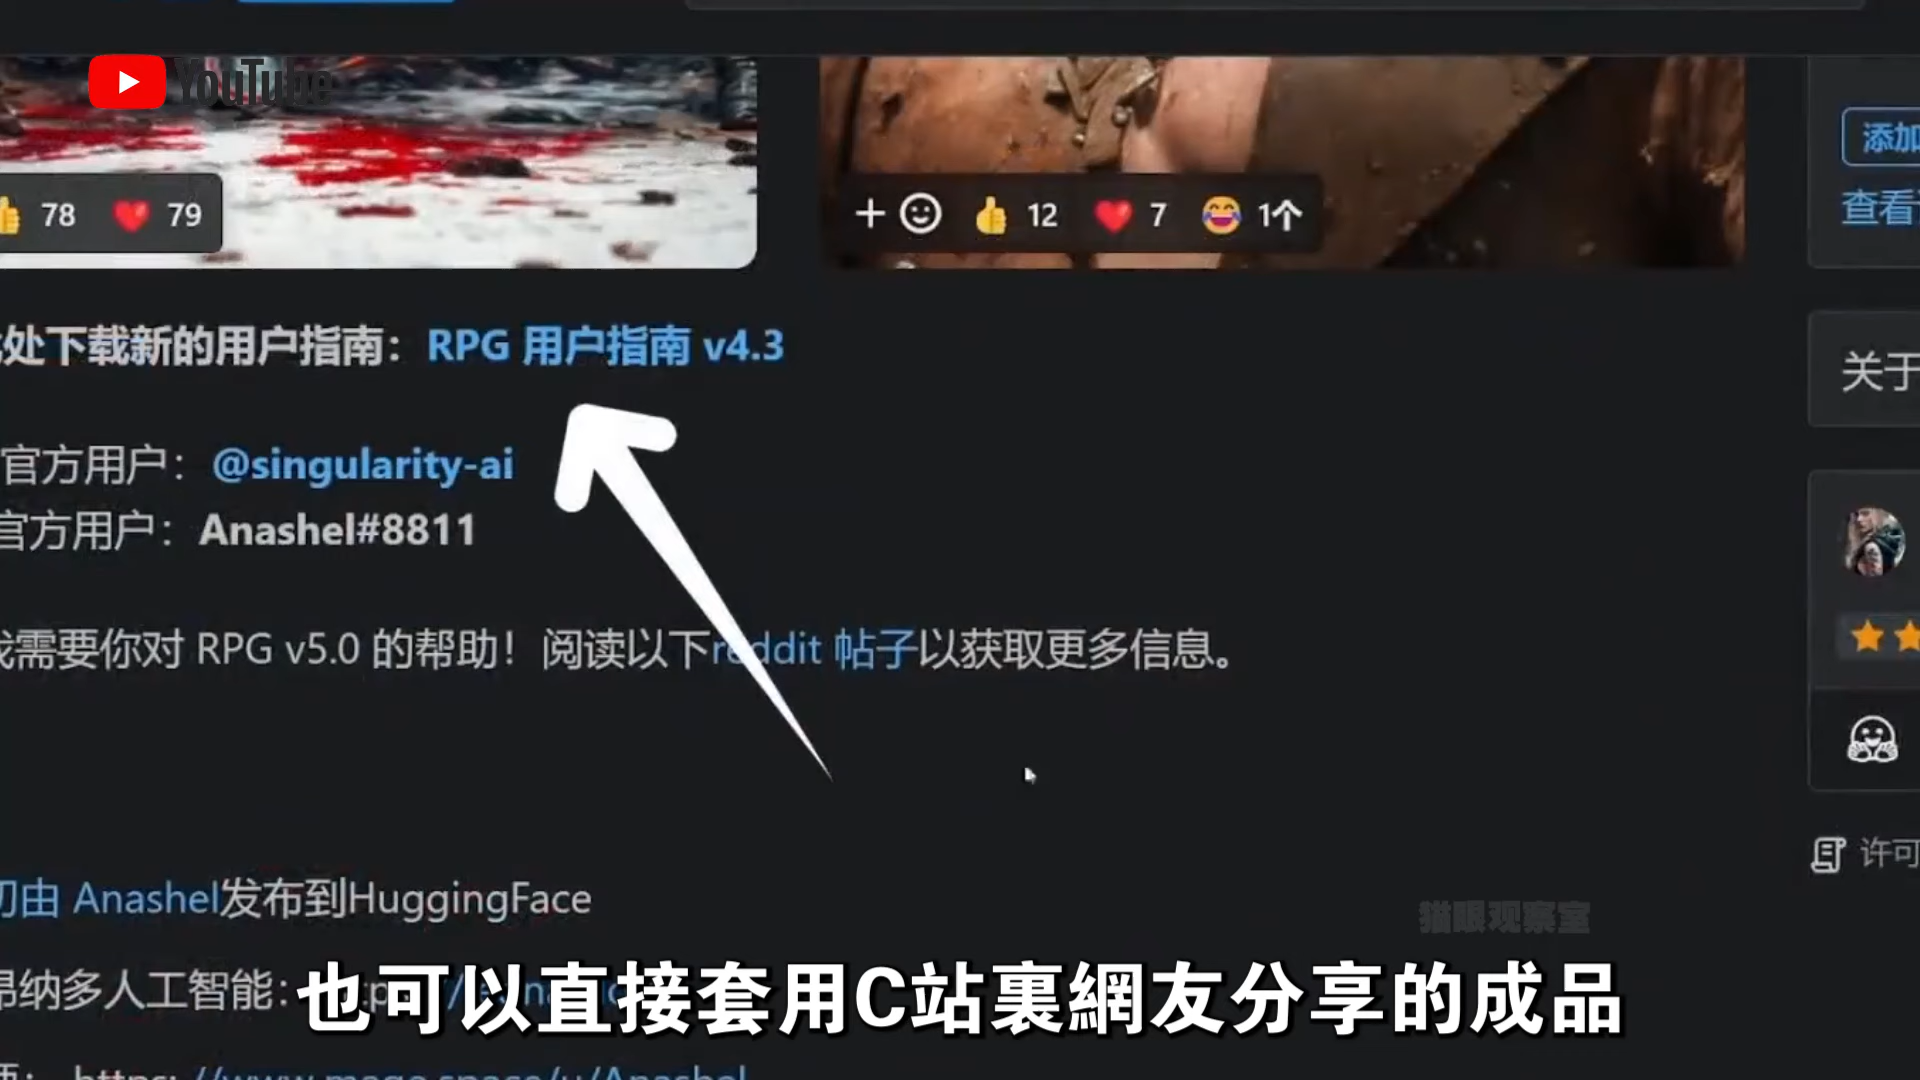 YouTube
添加
查看
78 79
12 7 1个
处下载新的用户指南：RPG 用户指南 v4.3
关于
官方用户：@singularity-ai
官方用户：Anashel#8811
需要你对 RPG v5.0 的帮助！阅读以下reddit 帖子以获取更多信息。
许可
由 Anashel发布到HuggingFace
猫眼观察室
纳多人工智能：
也可以直接套用C站裏網友分享的成品
https://www.mage.space/u/Anashel